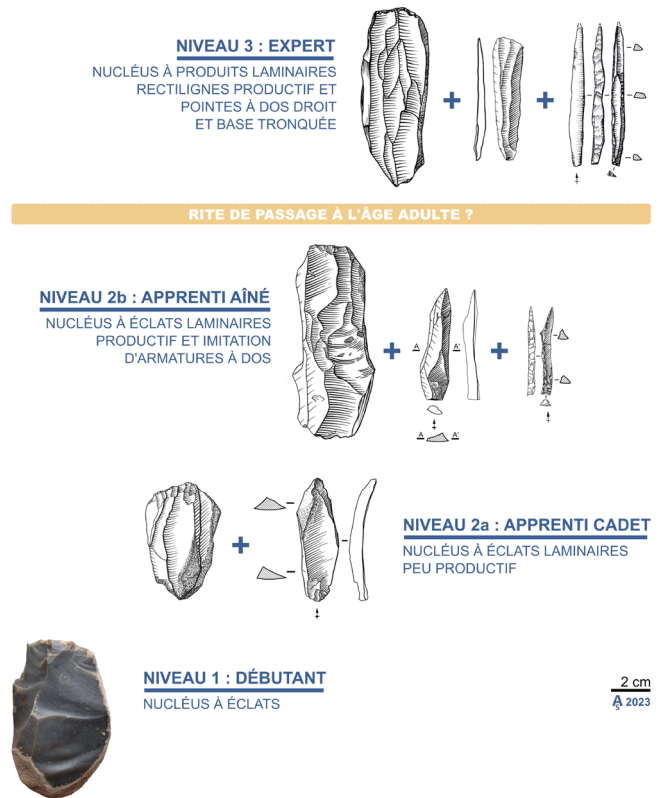 NIVEAU 3 : EXPERT
NUCLÉUS À PRODUITS LAMINAIRES
RECTILIGNES PRODUCTIF ET
POINTES À DOS DROIT
ET BASE TRONQUÉE
RITE DE PASSAGE À L'ÂGE ADULTE ?
NIVEAU 2b : APPRENTI AÎNÉ
NUCLÉUS À ÉCLATS LAMINAIRES
PRODUCTIF ET IMITATION
D'ARMATURES À DOS
A A'
A A'
NIVEAU 2a : APPRENTI CADET
NUCLÉUS À ÉCLATS LAMINAIRES
PEU PRODUCTIF
NIVEAU 1 : DÉBUTANT
NUCLÉUS À ÉCLATS
2 cm
2023